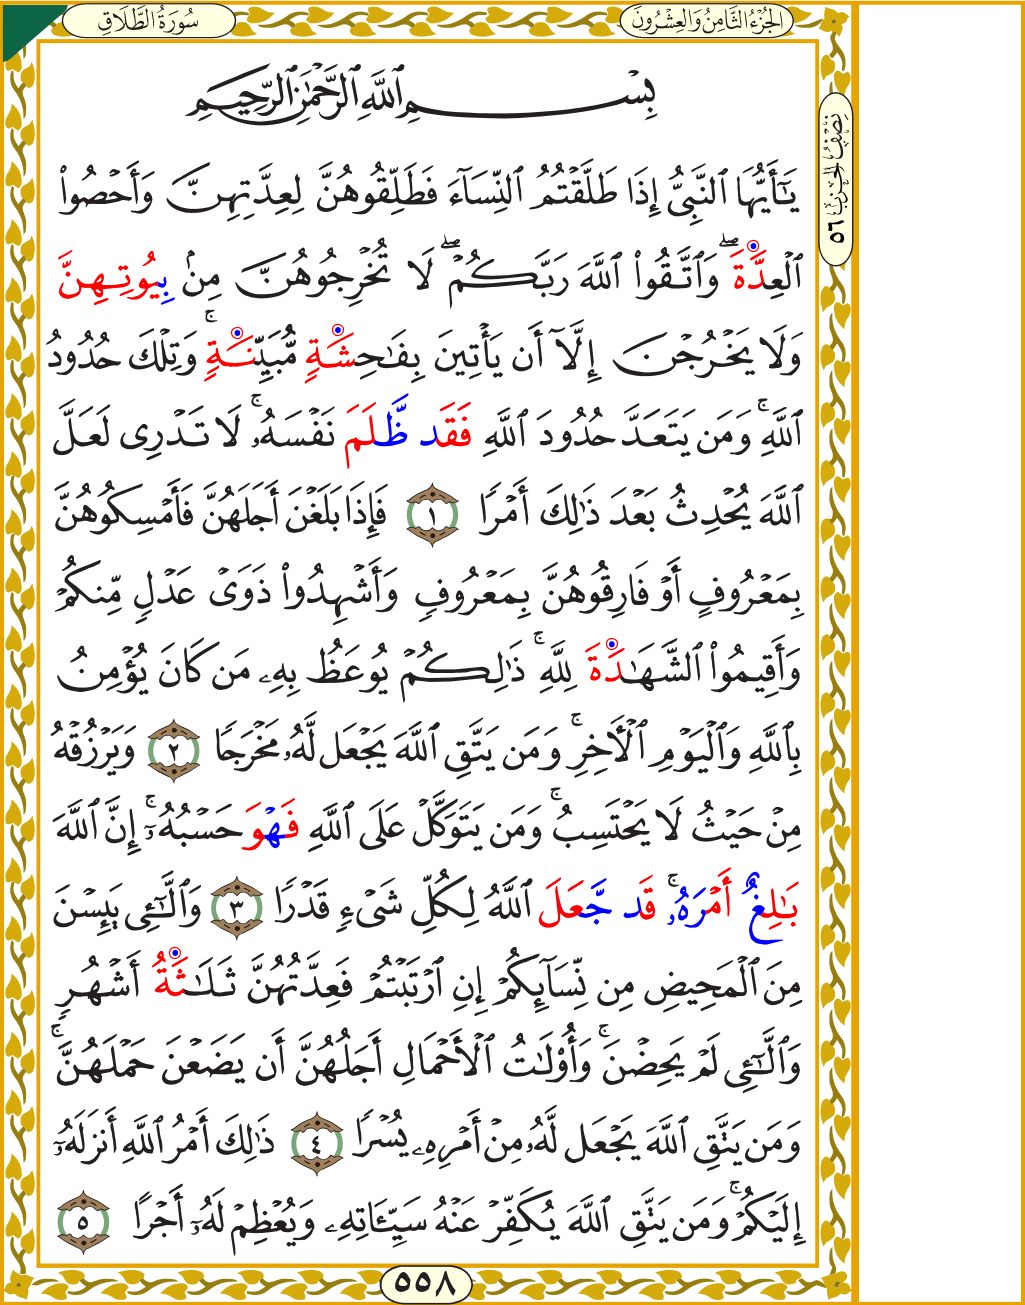 سُورَةُ الطَّلَاقِ
الجُزْءُ الثَّامِنُ وَالعِشْرُونَ
نِصْفُ الحِزْبِ ٥٦
بِسْمِ ٱللَّهِ ٱلرَّحْمَٰنِ ٱلرَّحِيمِ
يَٰٓأَيُّهَا ٱلنَّبِىُّ إِذَا طَلَّقْتُمُ ٱلنِّسَآءَ فَطَلِّقُوهُنَّ لِعِدَّتِهِنَّ وَأَحْصُوا۟
ٱلْعِدَّةَ ۖ وَٱتَّقُوا۟ ٱللَّهَ رَبَّكُمْ ۖ لَا تُخْرِجُوهُنَّ مِنۢ بِيُوتِهِنَّ
وَلَا يَخْرُجْنَ إِلَّآ أَن يَأْتِينَ بِفَٰحِشَةٍ مُّبَيِّنَةٍ ۚ وَتِلْكَ حُدُودُ
ٱللَّهِ ۚ وَمَن يَتَعَدَّ حُدُودَ ٱللَّهِ فَقَد ظَّلَمَ نَفْسَهُۥ ۚ لَا تَدْرِى لَعَلَّ
ٱللَّهَ يُحْدِثُ بَعْدَ ذَٰلِكَ أَمْرًا ١ فَإِذَا بَلَغْنَ أَجَلَهُنَّ فَأَمْسِكُوهُنَّ
بِمَعْرُوفٍ أَوْ فَارِقُوهُنَّ بِمَعْرُوفٍ وَأَشْهِدُوا۟ ذَوَىْ عَدْلٍ مِّنكُمْ
وَأَقِيمُوا۟ ٱلشَّهَٰدَةَ لِلَّهِ ۚ ذَٰلِكُمْ يُوعَظُ بِهِۦ مَن كَانَ يُؤْمِنُ
بِٱللَّهِ وَٱلْيَوْمِ ٱلْأَخِرِ ۚ وَمَن يَتَّقِ ٱللَّهَ يَجْعَل لَّهُۥ مَخْرَجًا ٢ وَيَرْزُقْهُ
مِنْ حَيْثُ لَا يَحْتَسِبُ ۚ وَمَن يَتَوَكَّلْ عَلَى ٱللَّهِ فَهْوَ حَسْبُهُۥٓ ۚ إِنَّ ٱللَّهَ
بَٰلِغٌ أَمْرَهُۥ ۚ قَد جَّعَلَ ٱللَّهُ لِكُلِّ شَىْءٍ قَدْرًا ٣ وَٱلَّٰٓـِٔى يَئِسْنَ
مِنَ ٱلْمَحِيضِ مِن نِّسَآئِكُمْ إِنِ ٱرْتَبْتُمْ فَعِدَّتُهُنَّ ثَلَٰثَةُ أَشْهُرٍ
وَٱلَّٰٓـِٔى لَمْ يَحِضْنَ ۚ وَأُو۟لَٰتُ ٱلْأَحْمَالِ أَجَلُهُنَّ أَن يَضَعْنَ حَمْلَهُنَّ ۚ
وَمَن يَتَّقِ ٱللَّهَ يَجْعَل لَّهُۥ مِنْ أَمْرِهِۦ يُسْرًا ٤ ذَٰلِكَ أَمْرُ ٱللَّهِ أَنزَلَهُۥٓ
إِلَيْكُمْ ۚ وَمَن يَتَّقِ ٱللَّهَ يُكَفِّرْ عَنْهُ سَيِّـَٔاتِهِۦ وَيُعْظِمْ لَهُۥٓ أَجْرًا ٥
٥٥٨